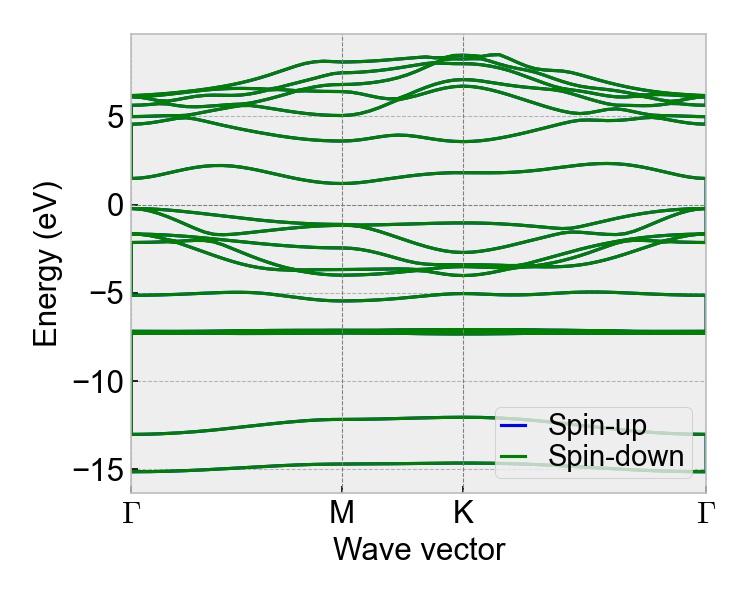 5
0
−5
−10
−15
Energy (eV)
Spin-up
Spin-down
Γ M K Γ
Wave vector